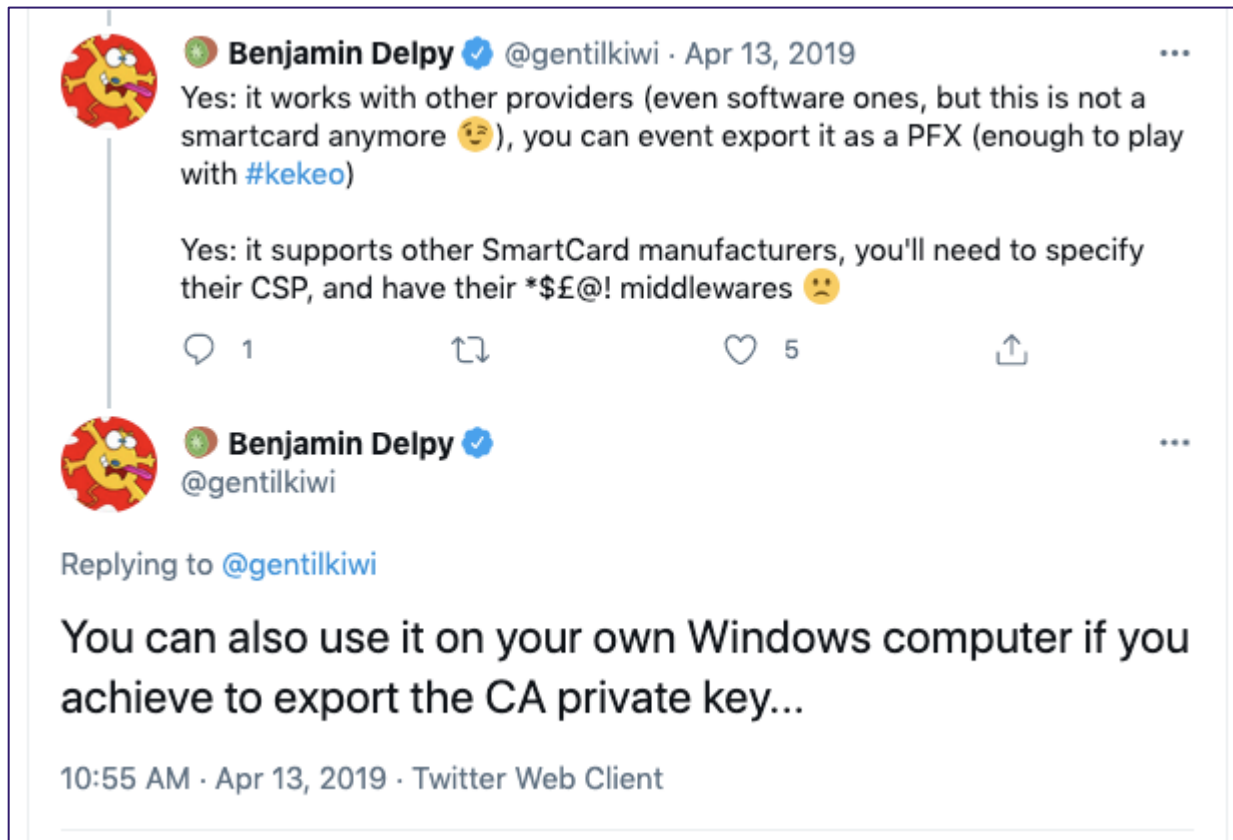 🥝 Benjamin Delpy @gentilkiwi · Apr 13, 2019
Yes: it works with other providers (even software ones, but this is not a
smartcard anymore 😉), you can event export it as a PFX (enough to play
with #kekeo)
Yes: it supports other SmartCard manufacturers, you'll need to specify
their CSP, and have their *$£@! middlewares 🙁
1 5
🥝 Benjamin Delpy
@gentilkiwi
Replying to @gentilkiwi
You can also use it on your own Windows computer if you
achieve to export the CA private key...
10:55 AM · Apr 13, 2019 · Twitter Web Client